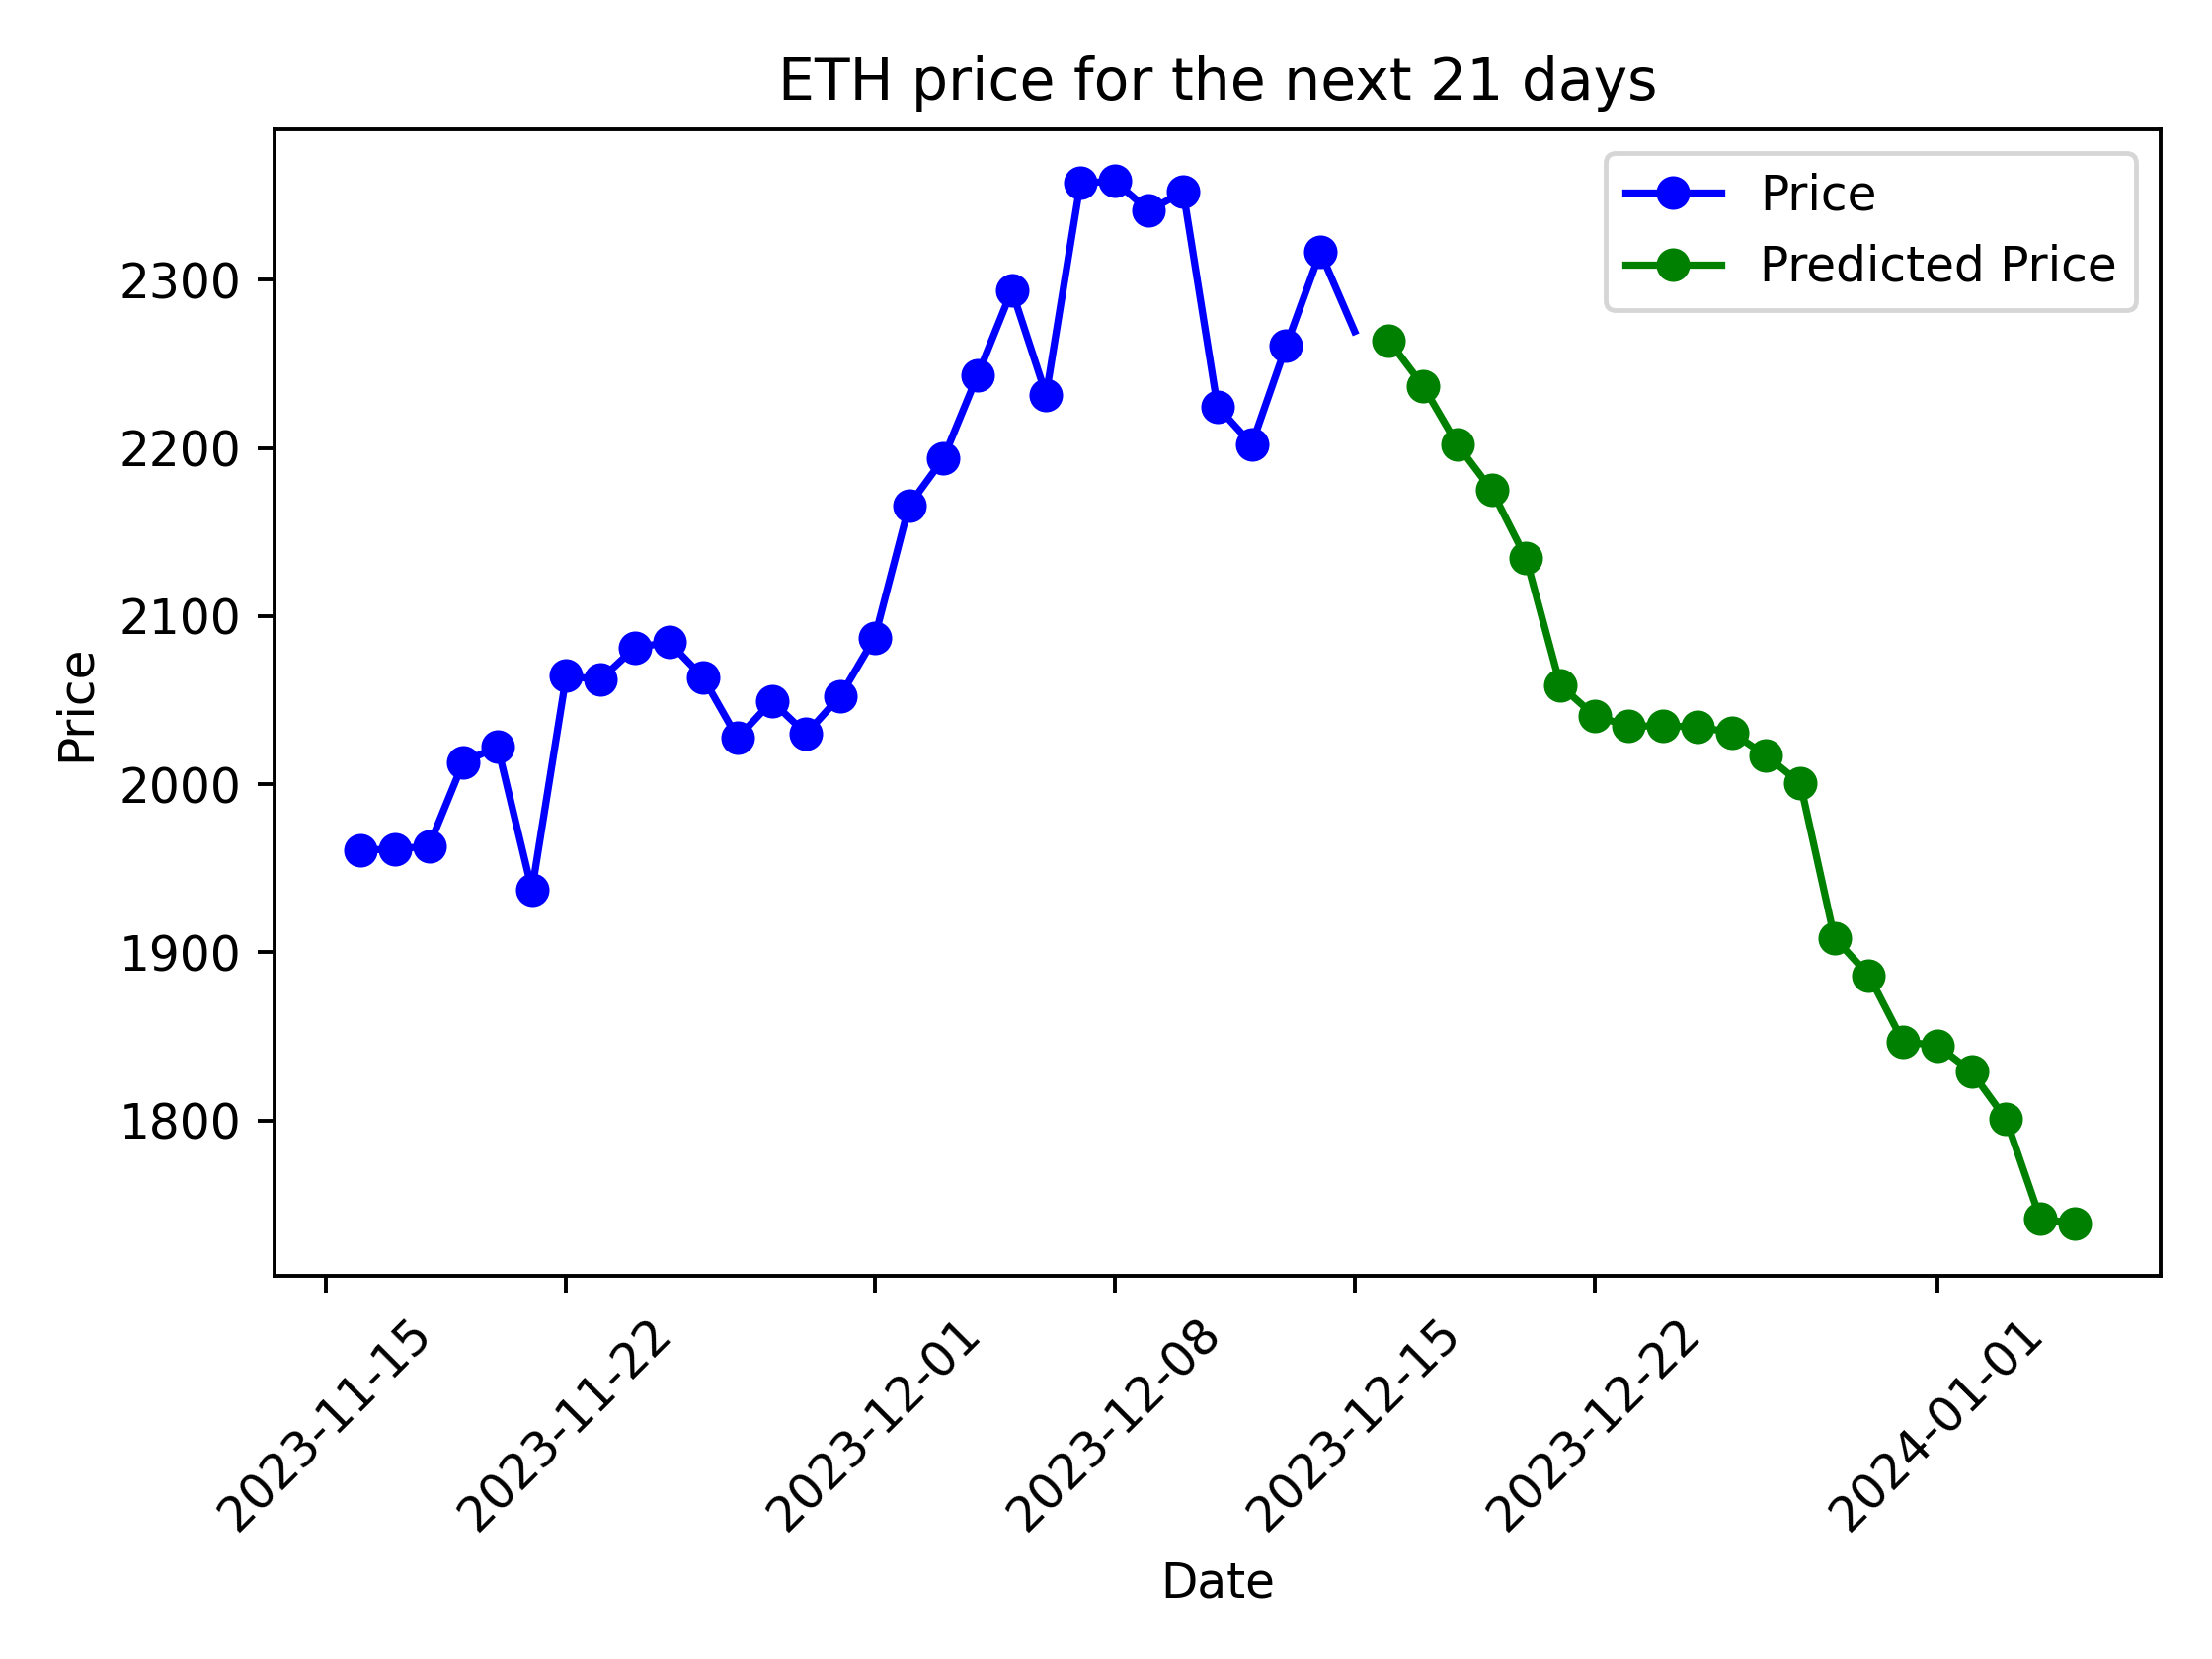 ETH price for the next 21 days
Price
Predicted Price
2300
2200
2100
2000
1900
1800
Price
2023-11-15
2023-11-22
2023-12-01
2023-12-08
2023-12-15
2023-12-22
2024-01-01
Date